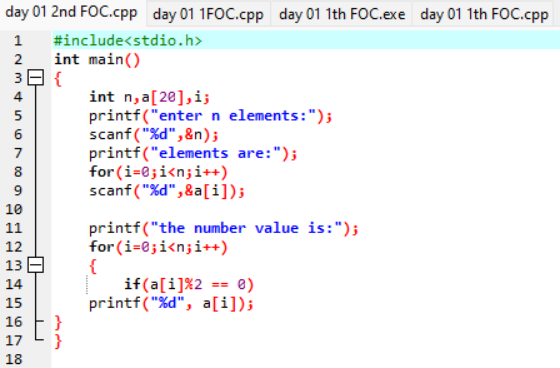 day 01 2nd FOC.cpp day 01 1FOC.cpp day 01 1th FOC.exe day 01 1th FOC.cpp
1 #include<stdio.h>
2 int main()
3 {
4 int n,a[20],i;
5 printf("enter n elements:");
6 scanf("%d",&n);
7 printf("elements are:");
8 for(i=0;i<n;i++)
9 scanf("%d",&a[i]);
10
11 printf("the number value is:");
12 for(i=0;i<n;i++)
13 {
14 if(a[i]%2 == 0)
15 printf("%d", a[i]);
16 }
17 }
18